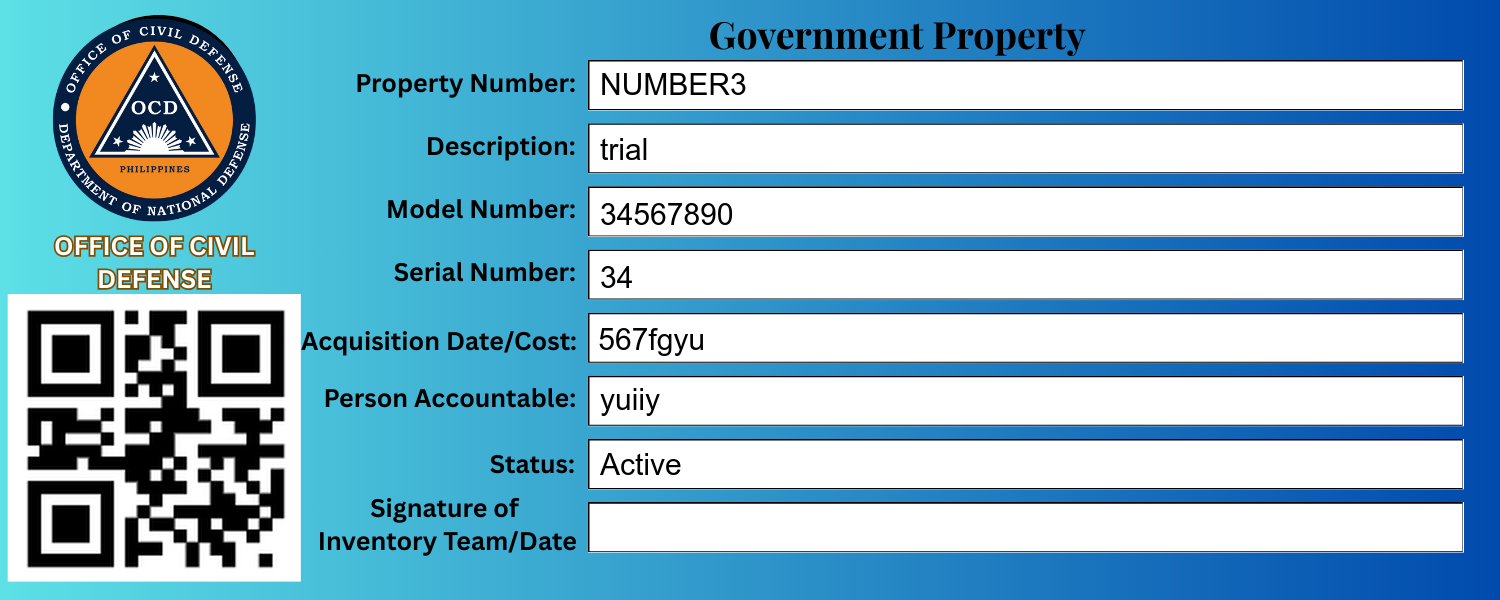 Government Property
OFFICE OF CIVIL DEFENSE
DEPARTMENT OF NATIONAL DEFENSE
OCD
PHILIPPINES
OFFICE OF CIVIL
DEFENSE
Property Number: NUMBER3
Description: trial
Model Number: 34567890
Serial Number: 34
Acquisition Date/Cost: 567fgyu
Person Accountable: yuiiy
Status: Active
Signature of
Inventory Team/Date